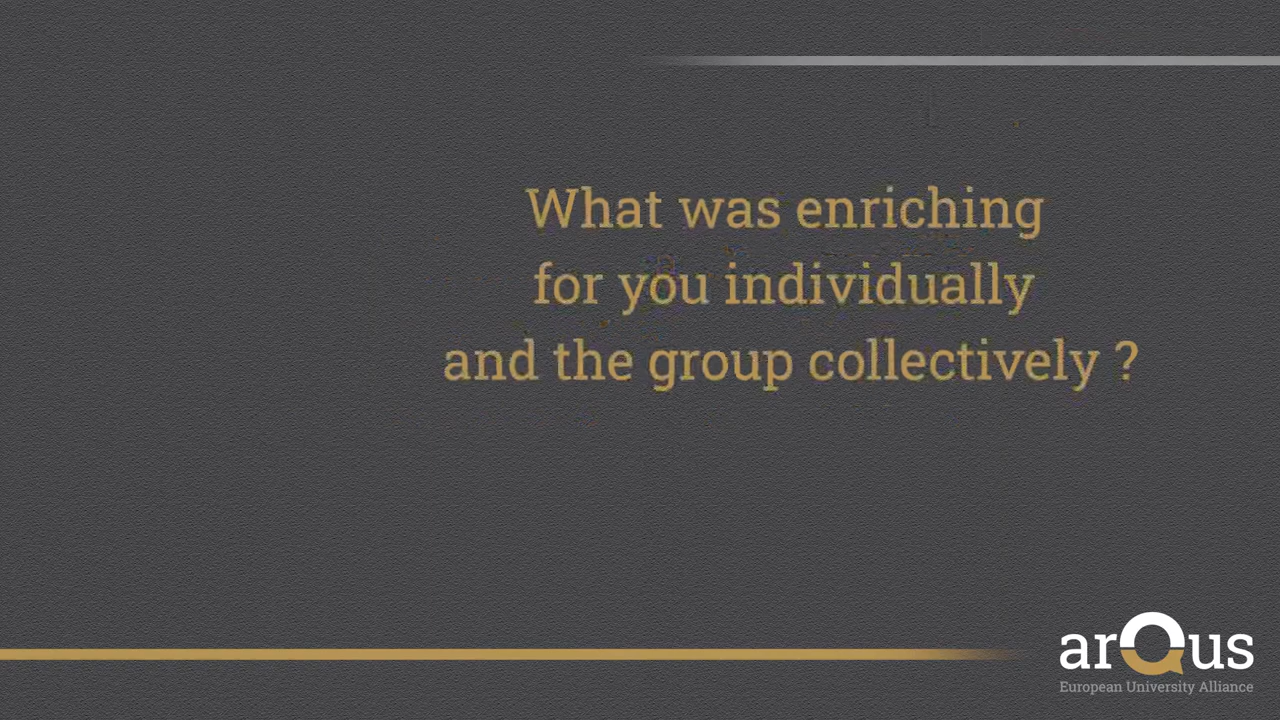 What was enriching
for you individually
and the group collectively ?
arQus
European University Alliance